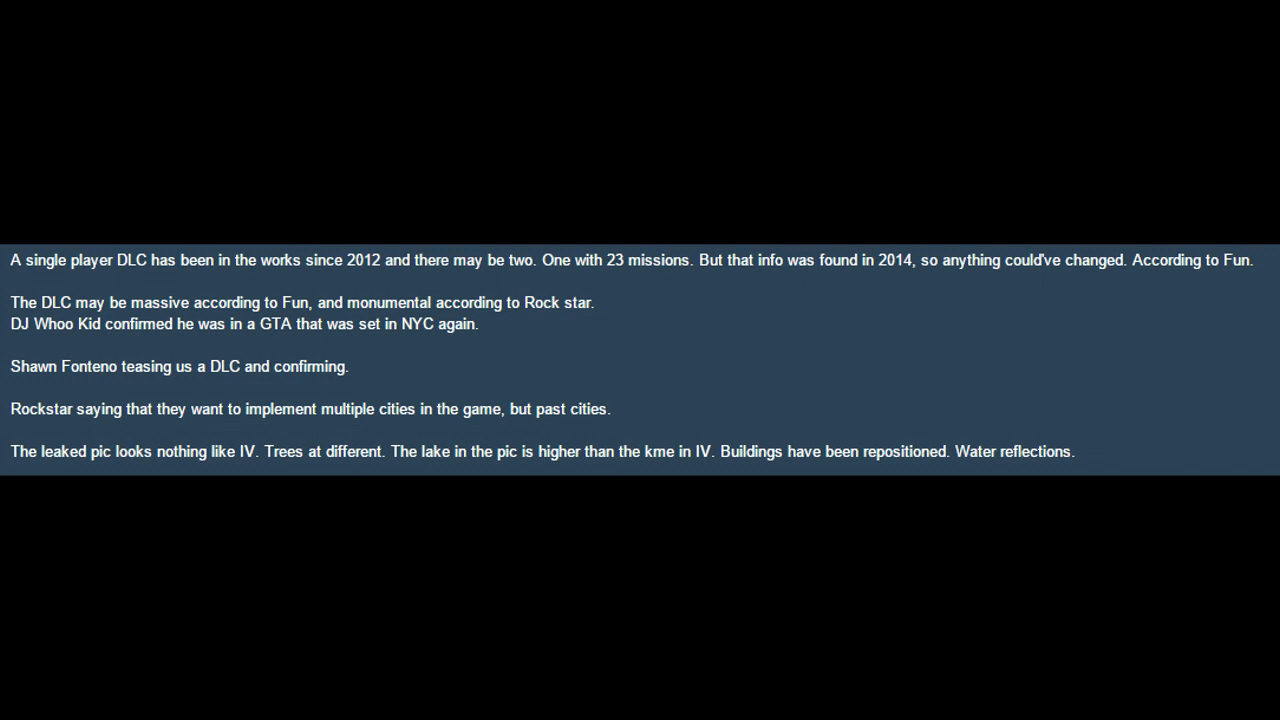 A single player DLC has been in the works since 2012 and there may be two. One with 23 missions. But that info was found in 2014, so anything could've changed. According to Fun.
The DLC may be massive according to Fun, and monumental according to Rock star.
DJ Whoo Kid confirmed he was in a GTA that was set in NYC again.
Shawn Fonteno teasing us a DLC and confirming.
Rockstar saying that they want to implement multiple cities in the game, but past cities.
The leaked pic looks nothing like IV. Trees at different. The lake in the pic is higher than the kme in IV. Buildings have been repositioned. Water reflections.